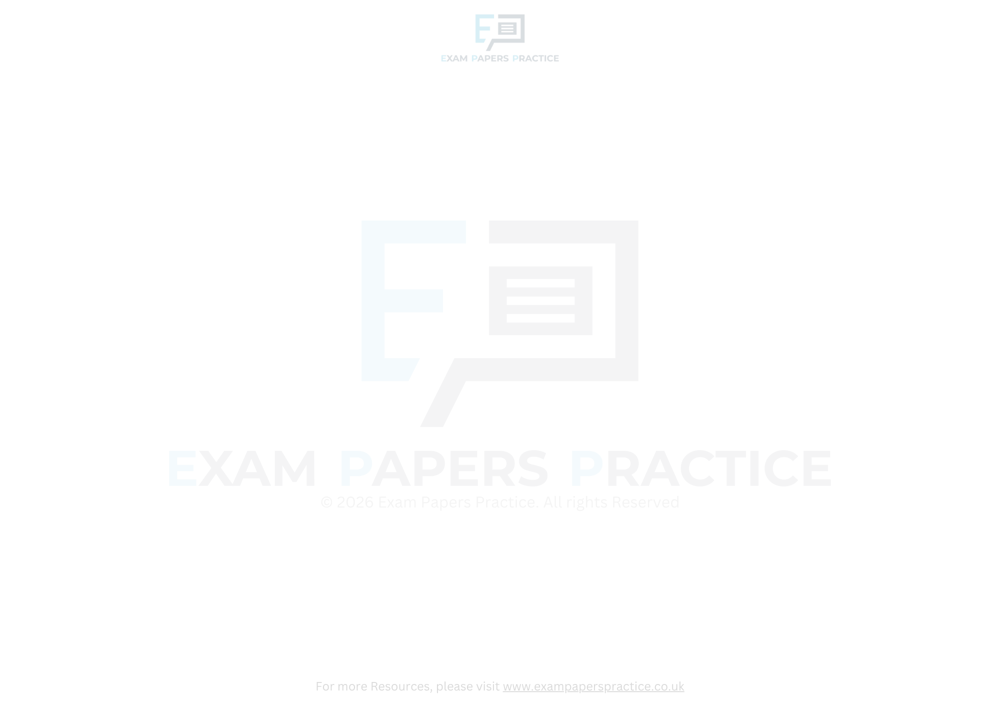 EXAM PAPERS PRACTICE
EXAM PAPERS PRACTICE
© 2026 Exam Papers Practice. All rights Reserved
For more Resources, please visit www.exampaperspractice.co.uk